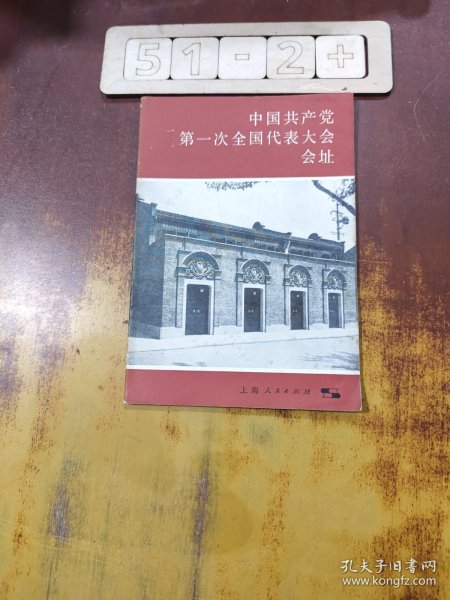 51-2+
中国共产党
第一次全国代表大会
会址
上海人民出版社
孔夫子旧书网
www.kongfz.com